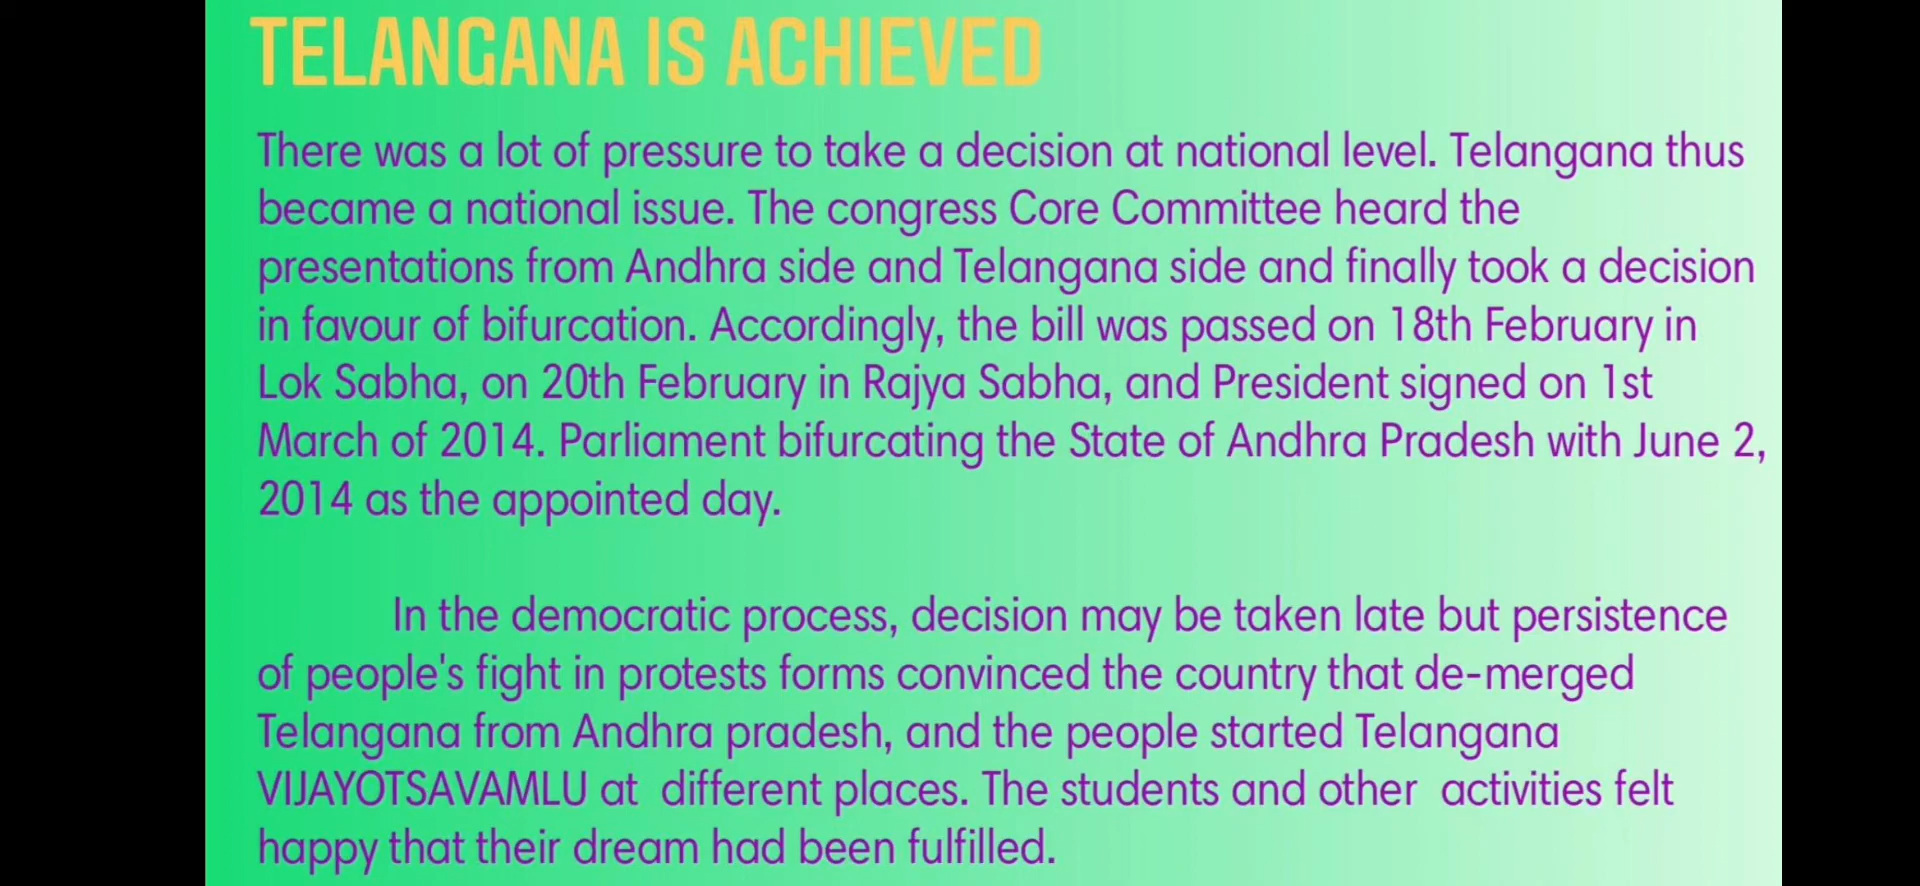 TELANGANA IS ACHIEVED
There was a lot of pressure to take a decision at national level. Telangana thus
became a national issue. The congress Core Committee heard the
presentations from Andhra side and Telangana side and finally took a decision
in favour of bifurcation. Accordingly, the bill was passed on 18th February in
Lok Sabha, on 20th February in Rajya Sabha, and President signed on 1st
March of 2014. Parliament bifurcating the State of Andhra Pradesh with June 2,
2014 as the appointed day.
In the democratic process, decision may be taken late but persistence
of people's fight in protests forms convinced the country that de-merged
Telangana from Andhra pradesh, and the people started Telangana
VIJAYOTSAVAMLU at different places. The students and other activities felt
happy that their dream had been fulfilled.